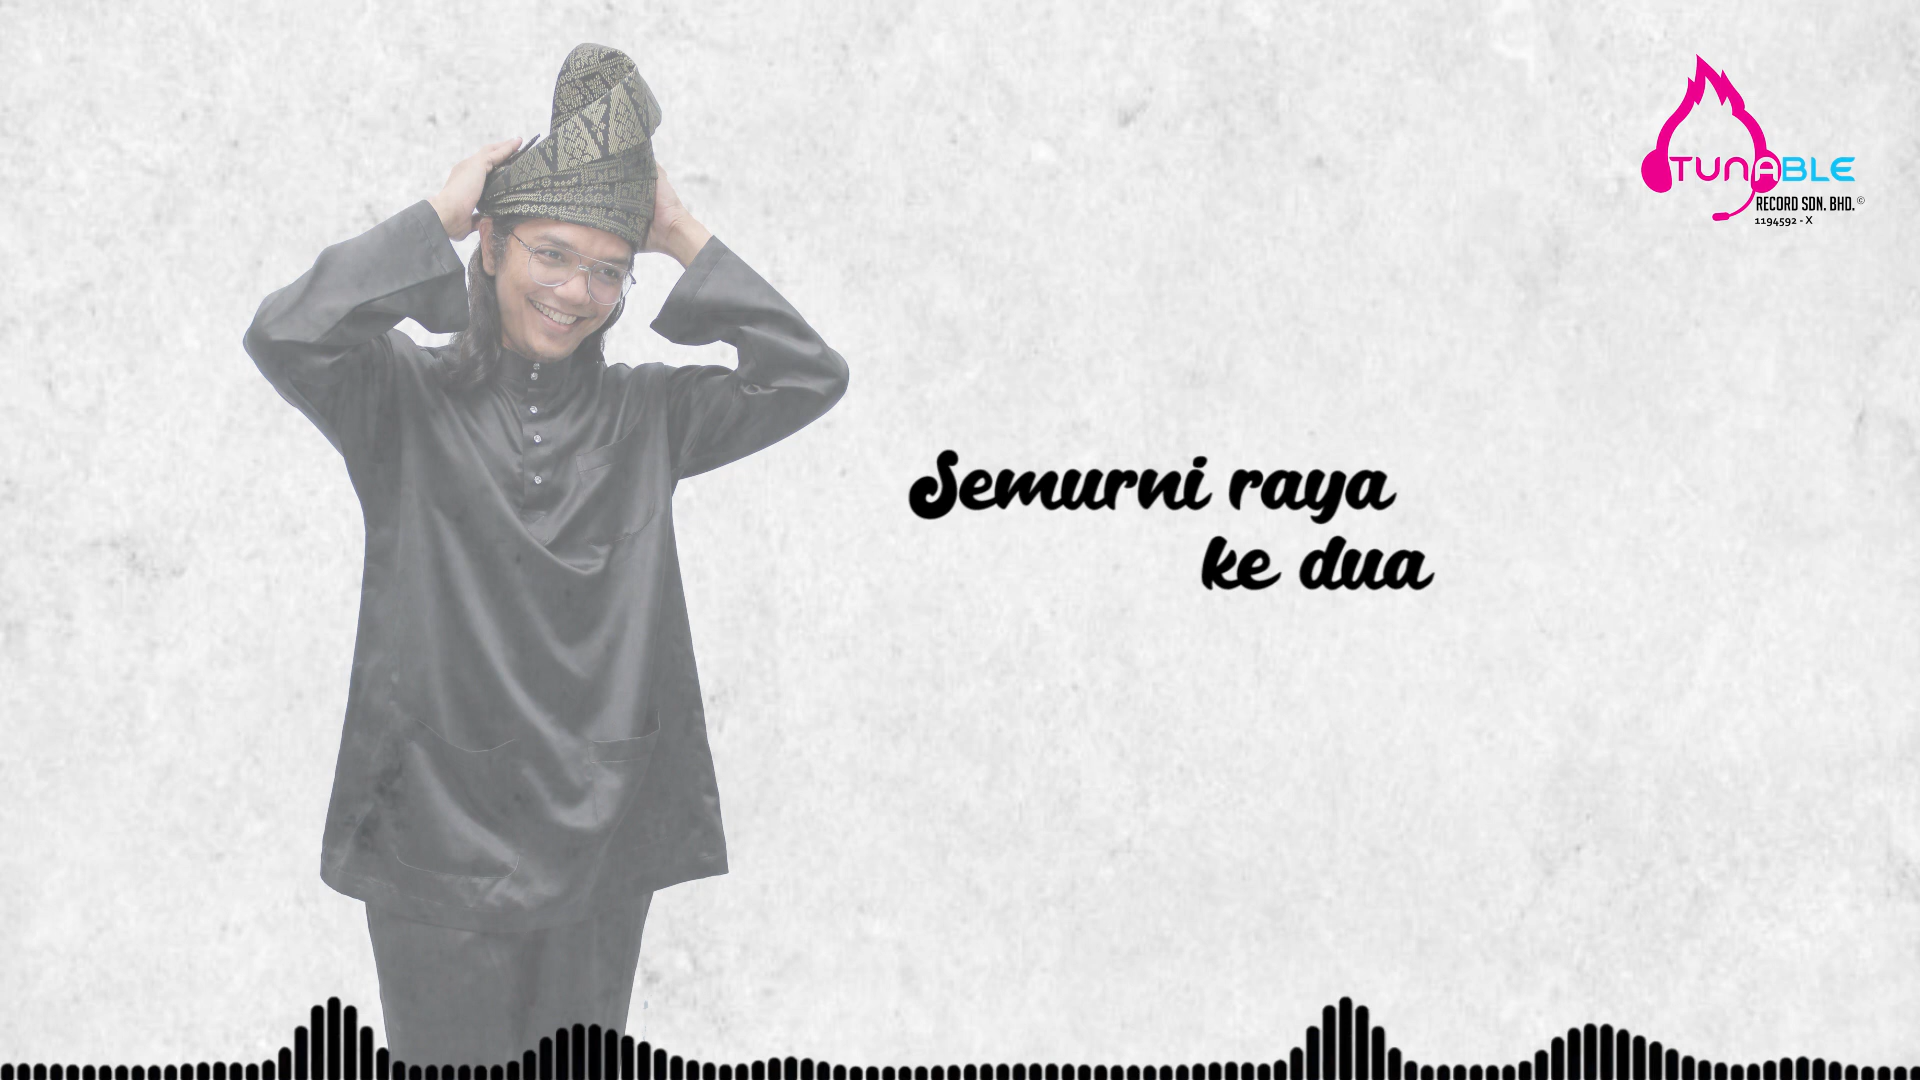 TUNABLE
RECORD SDN. BHD.©
1194592 - X
Semurni raya
ke dua